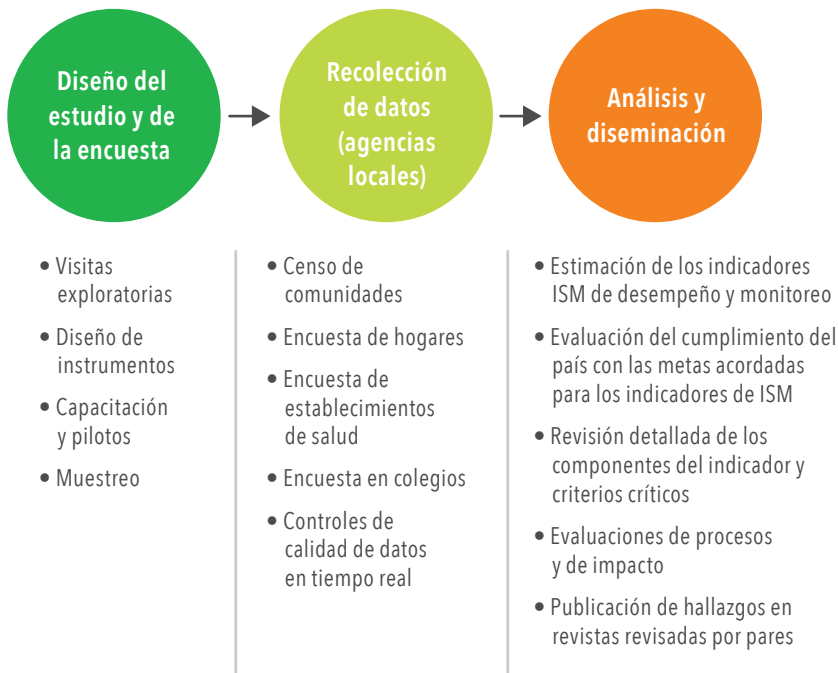 Diseño del
estudio y de
la encuesta
Recolección
de datos
(agencias
locales)
Análisis y
diseminación
• Visitas
exploratorias
• Diseño de
instrumentos
• Capacitación
y pilotos
• Muestreo
• Censo de
comunidades
• Encuesta de hogares
• Encuesta de
establecimientos
de salud
• Encuesta en colegios
• Controles de
calidad de datos
en tiempo real
• Estimación de los indicadores
ISM de desempeño y monitoreo
• Evaluación del cumplimiento del
país con las metas acordadas
para los indicadores de ISM
• Revisión detallada de los
componentes del indicador y
criterios críticos
• Evaluaciones de procesos
y de impacto
• Publicación de hallazgos en
revistas revisadas por pares